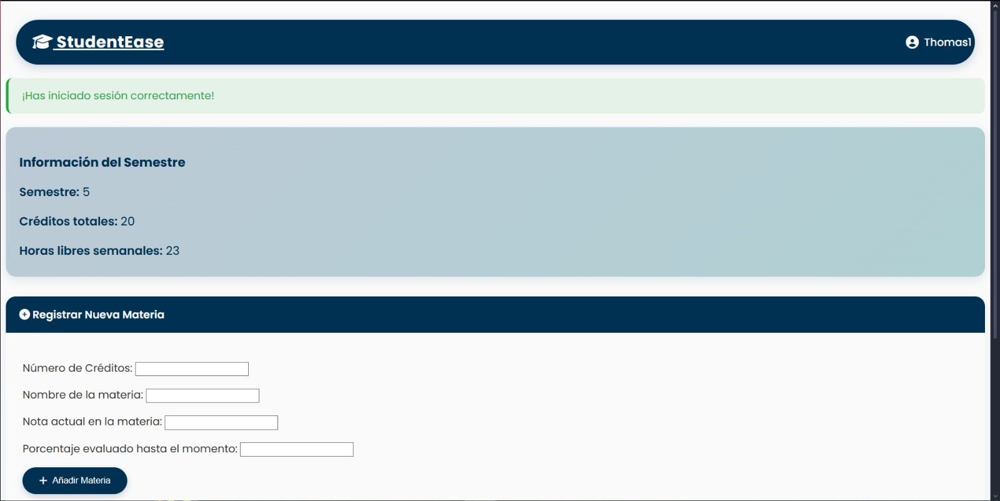 StudentEase
Thomas1
¡Has iniciado sesión correctamente!
Información del Semestre
Semestre: 5
Créditos totales: 20
Horas libres semanales: 23
Registrar Nueva Materia
Número de Créditos:
Nombre de la materia:
Nota actual en la materia:
Porcentaje evaluado hasta el momento:
+ Añadir Materia